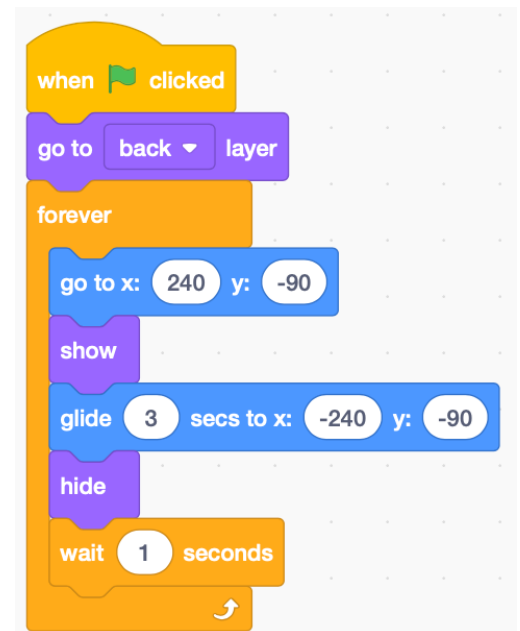 when clicked
go to back layer
forever
go to x: 240 y: -90
show
glide 3 secs to x: -240 y: -90
hide
wait 1 seconds